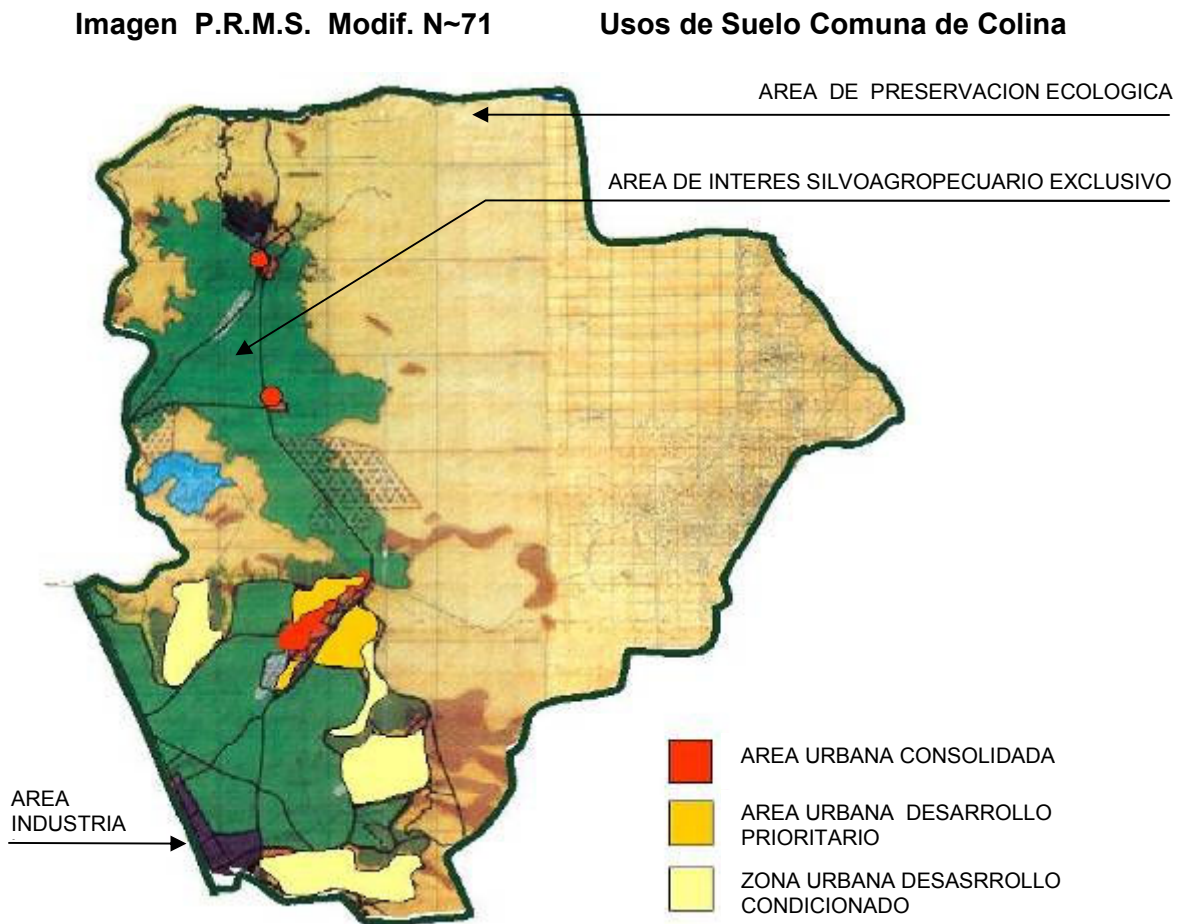 Imagen P.R.M.S. Modif. N~71 Usos de Suelo Comuna de Colina
AREA DE PRESERVACION ECOLOGICA
AREA DE INTERES SILVOAGROPECUARIO EXCLUSIVO
AREA URBANA CONSOLIDADA
AREA
INDUSTRIA
AREA URBANA DESARROLLO
PRIORITARIO
ZONA URBANA DESASRROLLO
CONDICIONADO